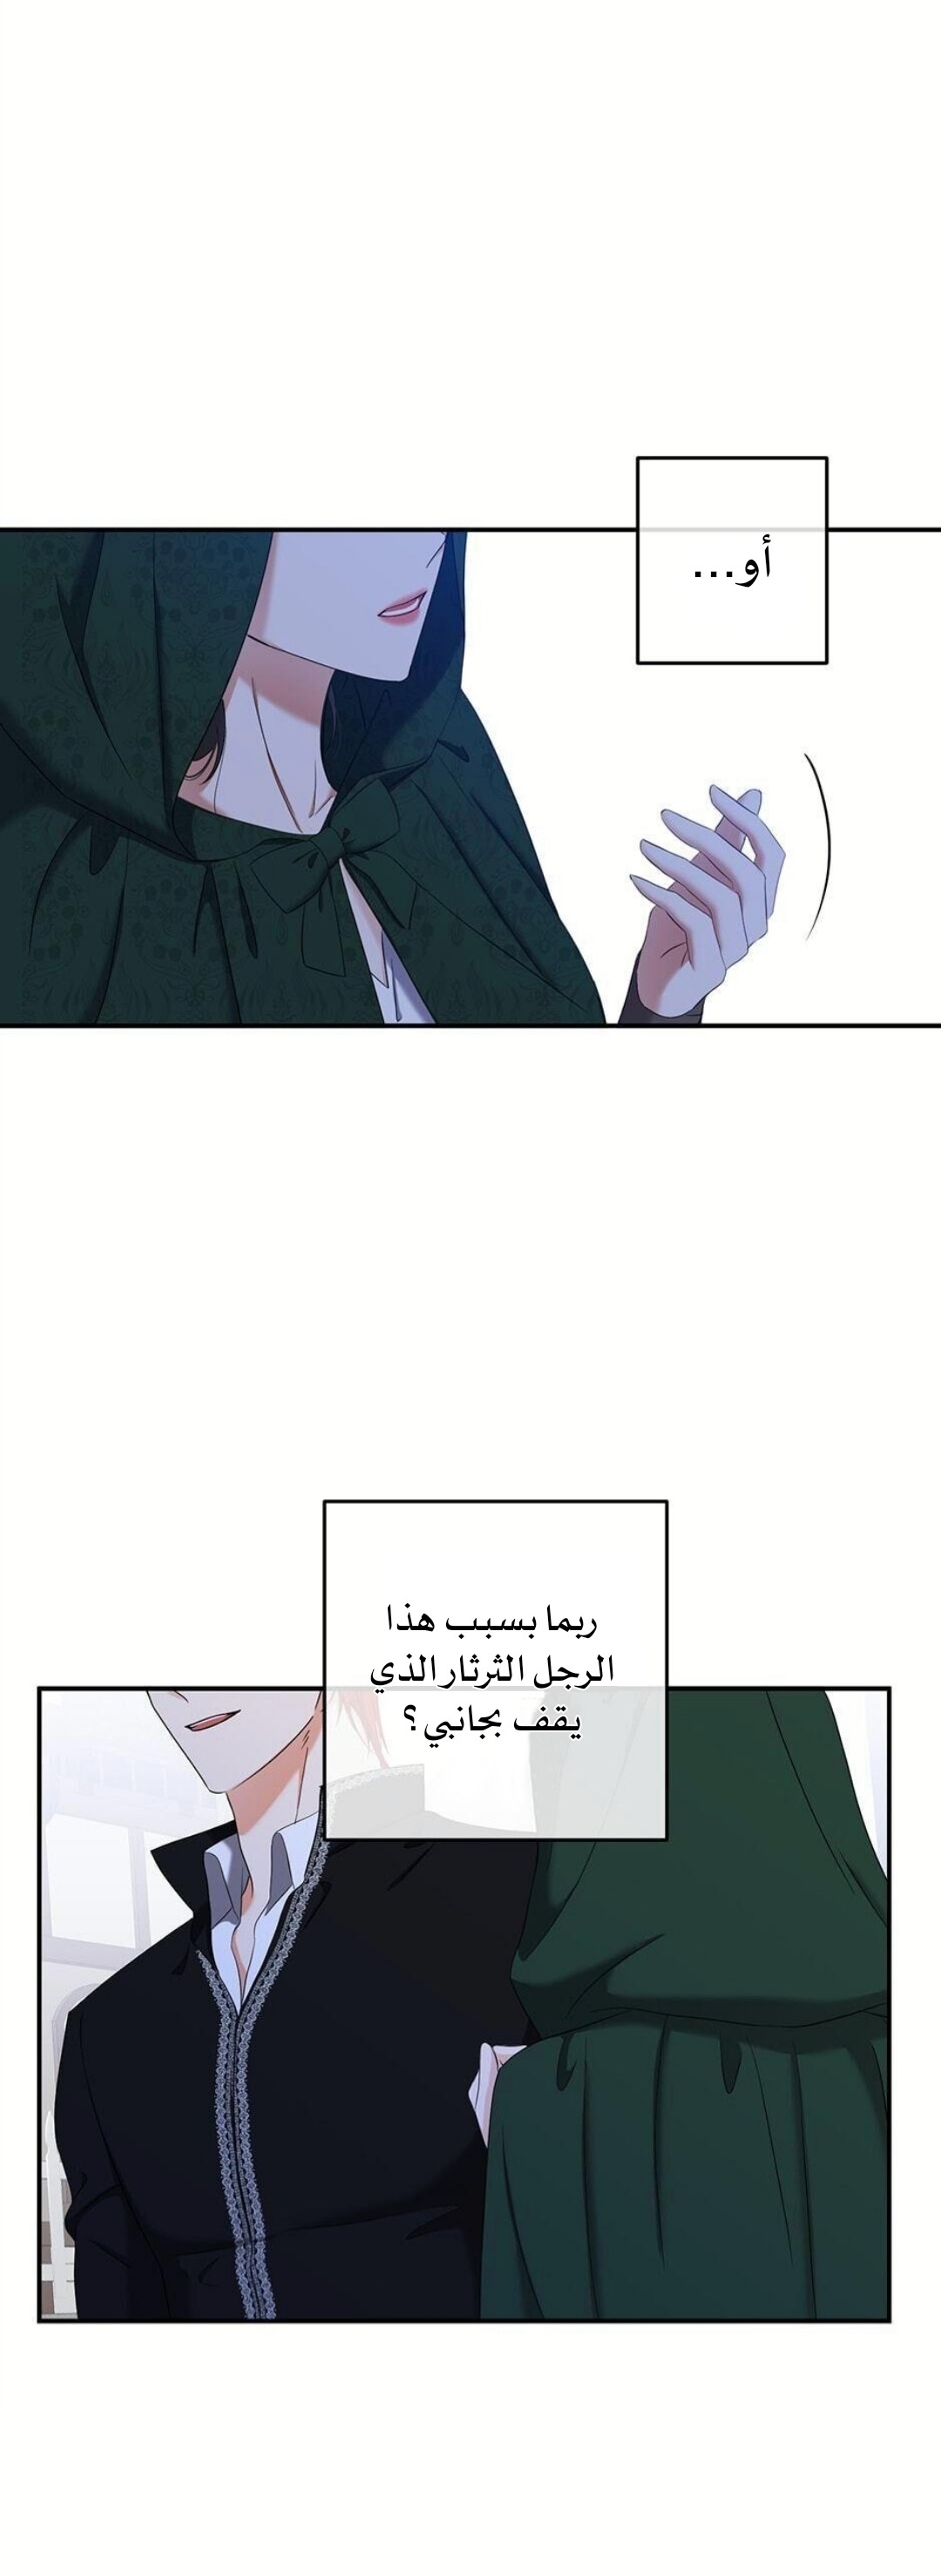 أو...
ربما بسبب هذا
الرجل الثرثار الذي
يقف بجانبي؟